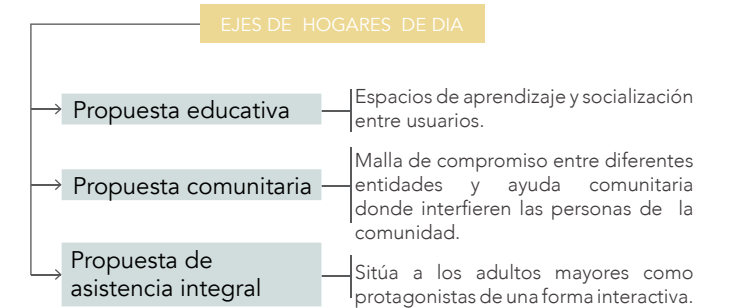 EJES DE HOGARES DE DIA
Propuesta educativa
Espacios de aprendizaje y socialización
entre usuarios.
Propuesta comunitaria
Malla de compromiso entre diferentes
entidades y ayuda comunitaria
donde interfieren las personas de la
comunidad.
Propuesta de
asistencia integral
Sitúa a los adultos mayores como
protagonistas de una forma interactiva.